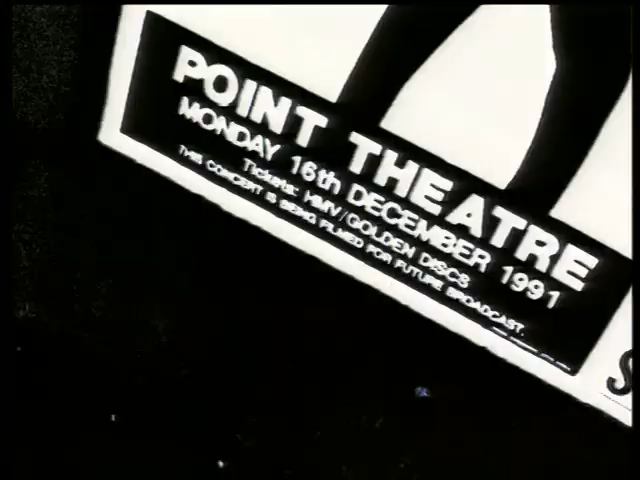 POINT THEATRE
MONDAY 16th DECEMBER 1991
Tickets: HMV/GOLDEN DISCS
THIS CONCERT IS BEING FILMED FOR FUTURE BROADCAST.
S